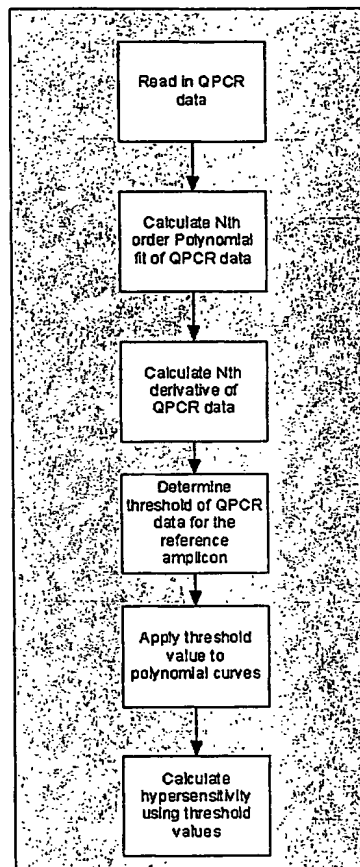 Read in QPCR
data
Calculate Nth
order Polynomial
fit of QPCR data
Calculate Nth
derivative of
QPCR data
Determine
threshold of QPCR
data for the
reference
amplicon
Apply threshold
value to
polynomial curves
Calculate
hypersensitivity
using threshold
values